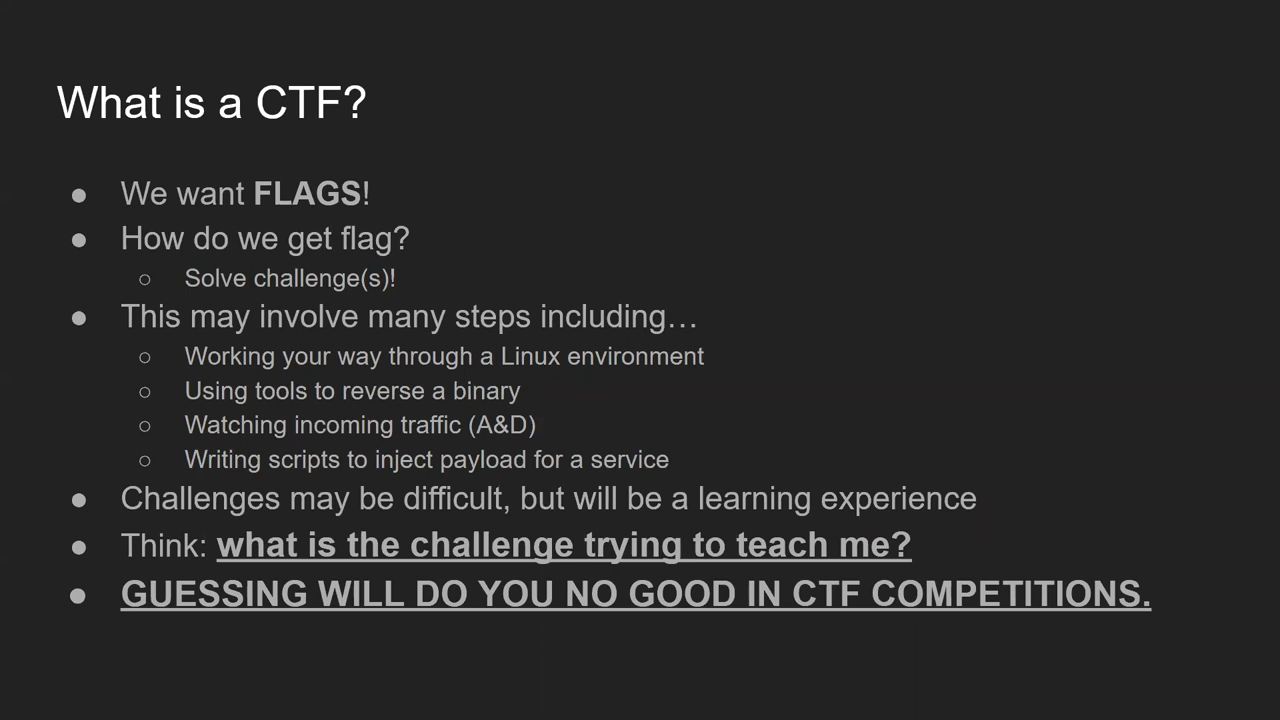 What is a CTF?
● We want FLAGS!
● How do we get flag?
○ Solve challenge(s)!
● This may involve many steps including…
○ Working your way through a Linux environment
○ Using tools to reverse a binary
○ Watching incoming traffic (A&D)
○ Writing scripts to inject payload for a service
● Challenges may be difficult, but will be a learning experience
● Think: what is the challenge trying to teach me?
● GUESSING WILL DO YOU NO GOOD IN CTF COMPETITIONS.